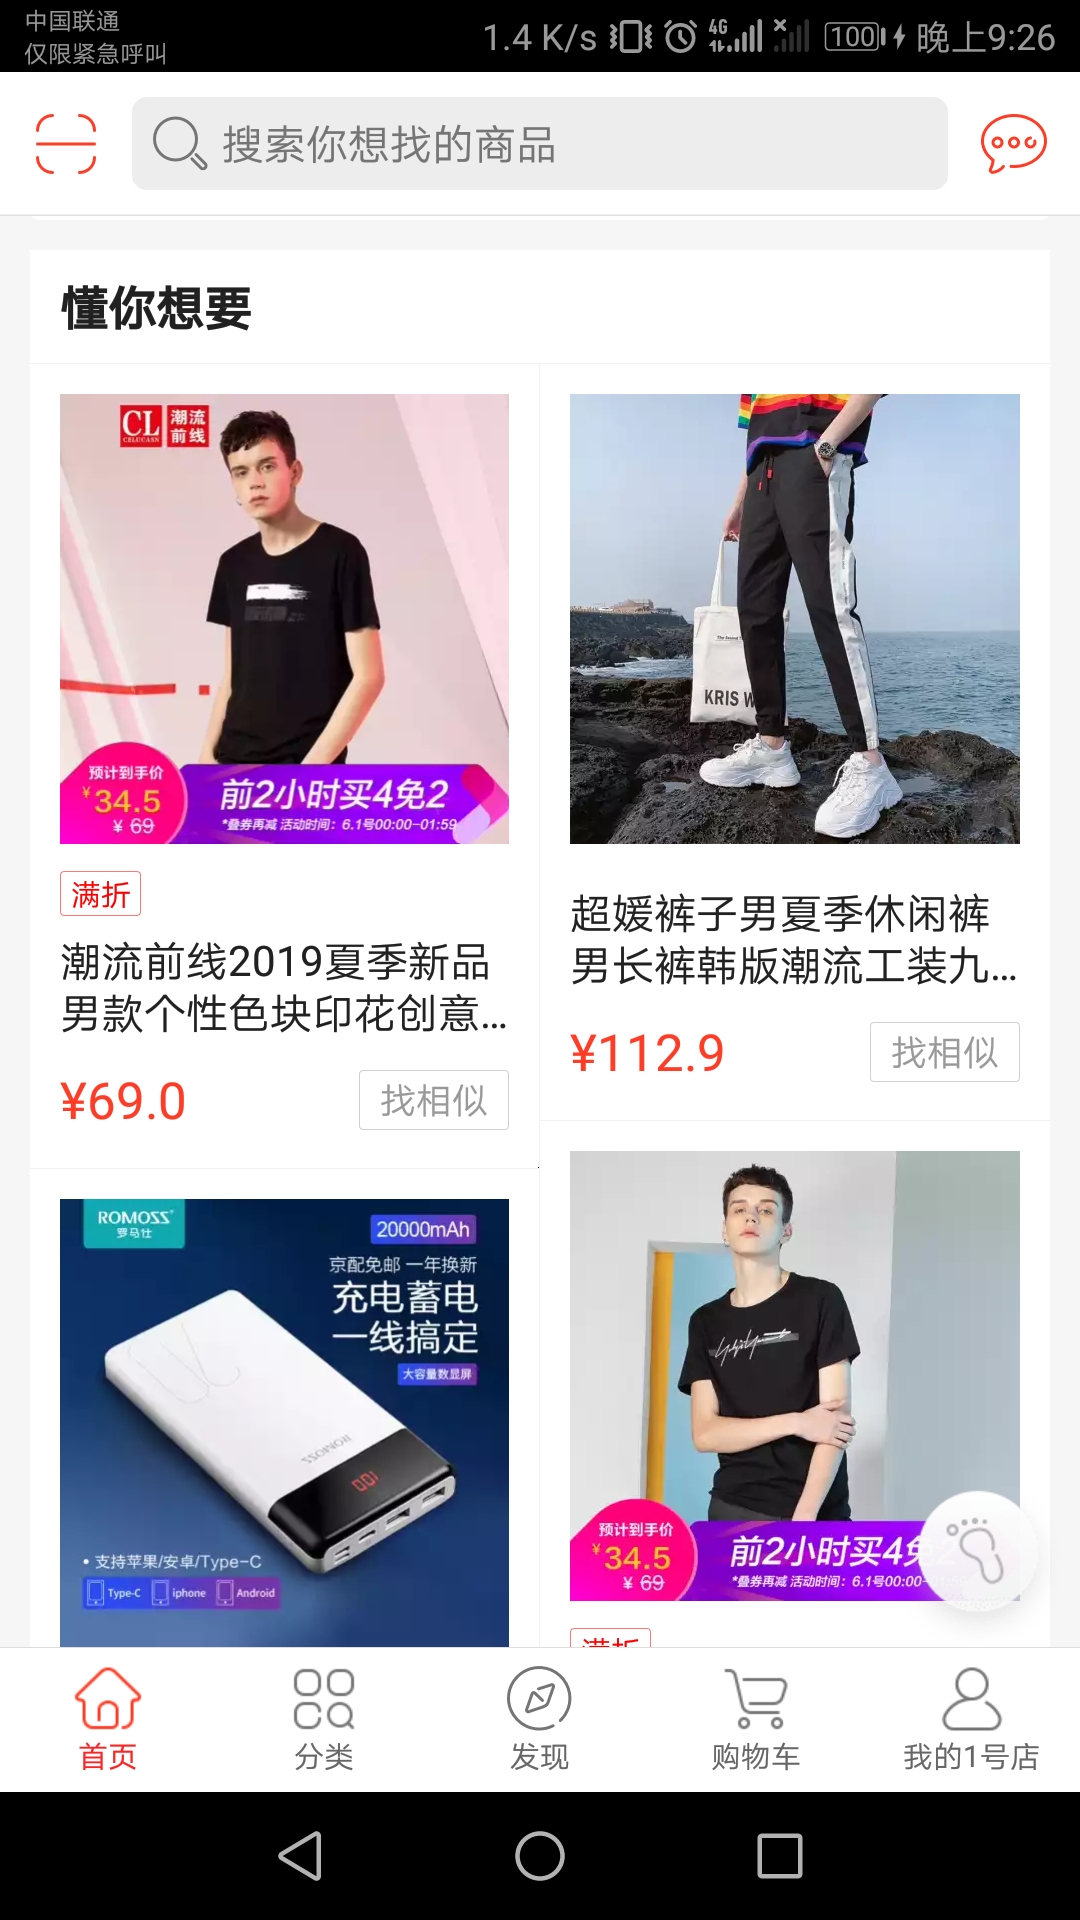 中国联通
仅限紧急呼叫
1.4 K/s
4G
100
晚上9:26
搜索你想找的商品
懂你想要
CL
CELUCASN
潮流
前线
预计到手价
¥34.5
¥ 69
前2小时买4免2
*叠券再减 活动时间：6.1号00:00-01:59
满折
潮流前线2019夏季新品
男款个性色块印花创意...
¥69.0
找相似
KRIS W
超媛裤子男夏季休闲裤
男长裤韩版潮流工装九...
¥112.9
找相似
ROMOSS
罗马仕
20000mAh
京配免邮 一年换新
充电蓄电
一线搞定
大容量数显屏
ROMOSS
• 支持苹果/安卓/Type-C
Type-C
iphone
Android
预计到手价
¥34.5
¥ 69
前2小时买4免2
*叠券再减 活动时间：6.1号00:00-01:59
满折
首页
分类
发现
购物车
我的1号店